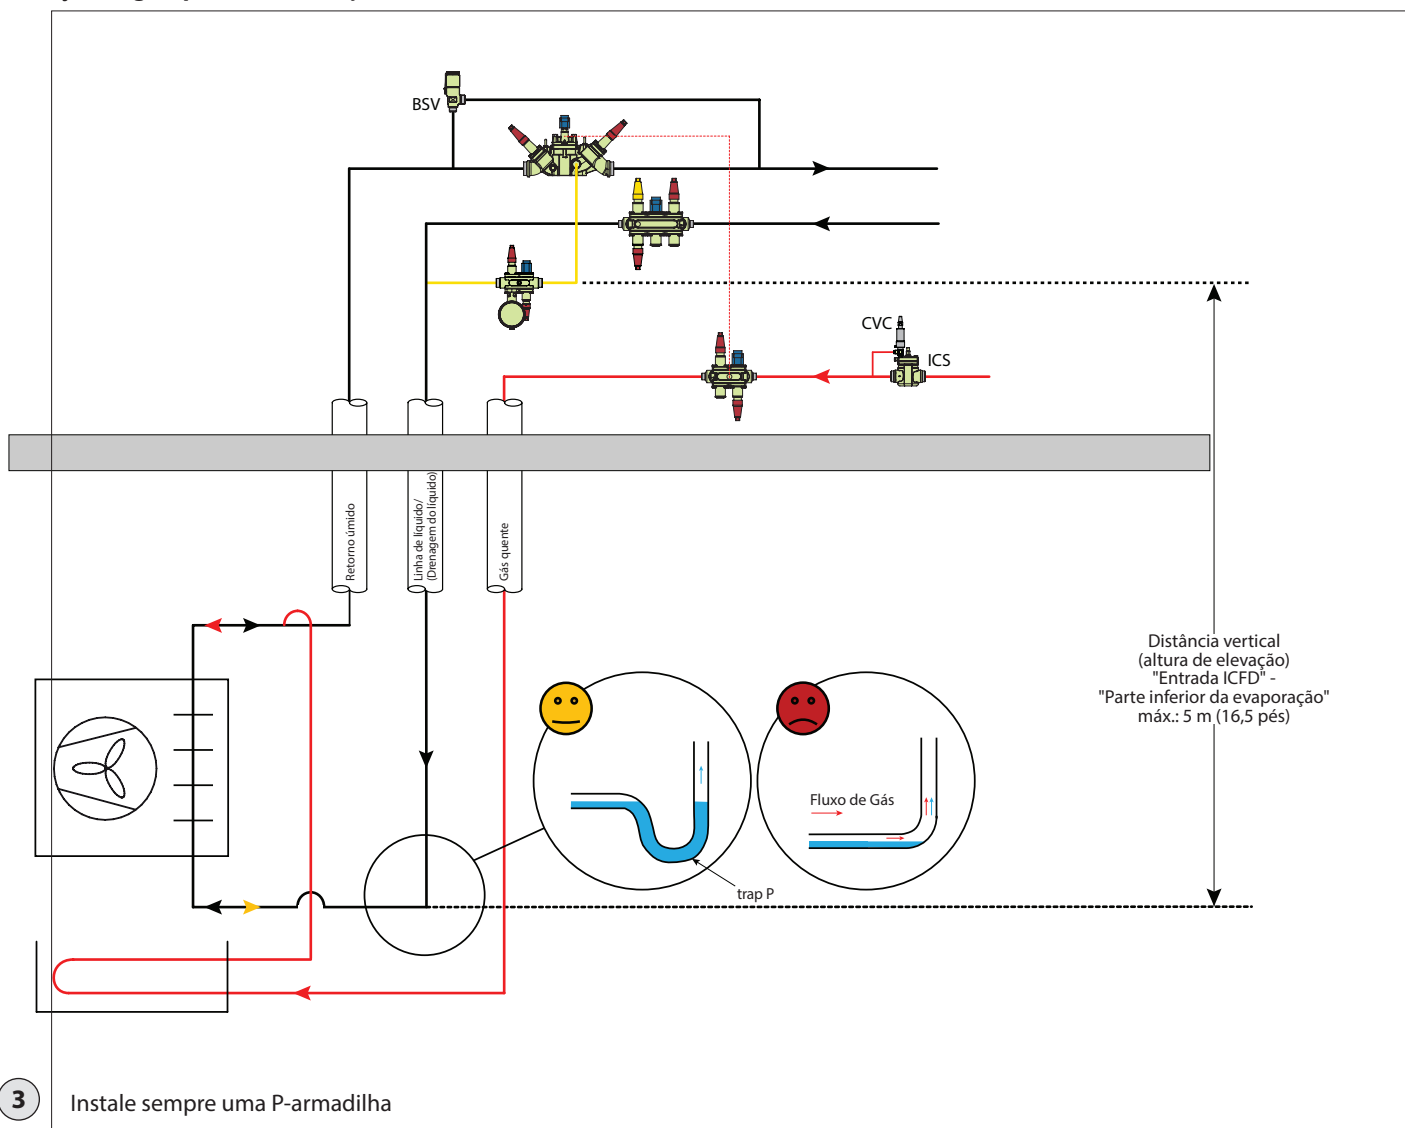 BSV
CVC
ICS
Retorno úmido
Linha de líquido/
(Drenagem do líquido)
Gás quente
Distância vertical
(altura de elevação)
"Entrada ICFD" -
"Parte inferior da evaporação"
máx.: 5 m (16,5 pés)
Fluxo de Gás
trap P
3
Instale sempre uma P-armadilha